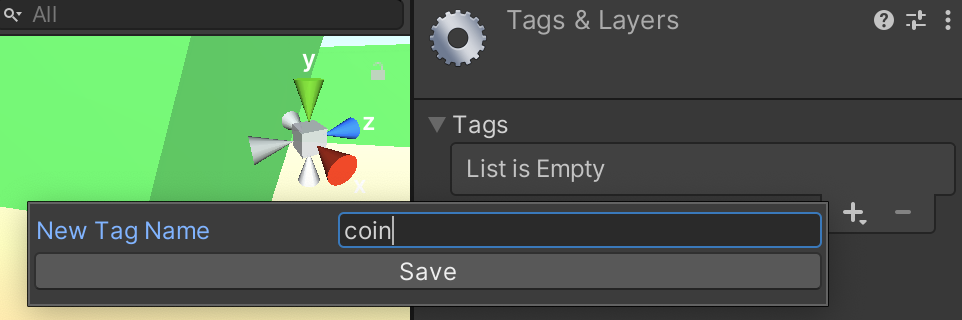 All
Tags & Layers
y
z
x
Tags
List is Empty
New Tag Name
coin
Save